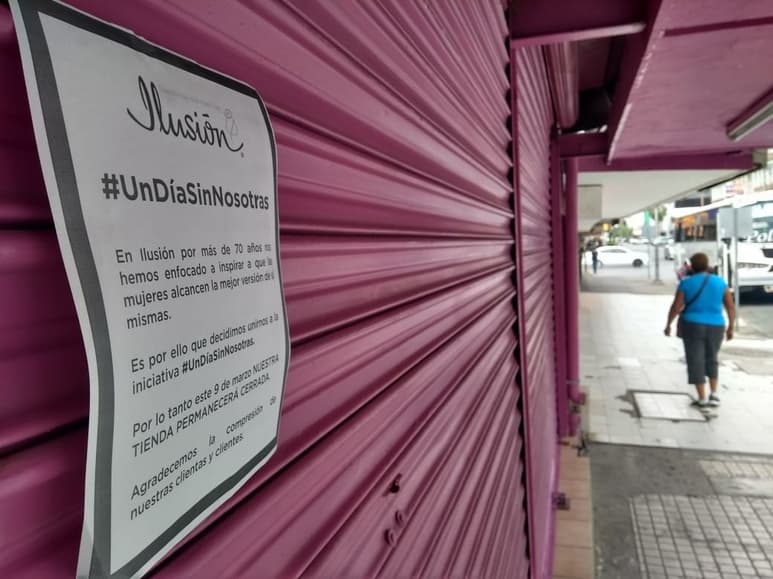 Ilusión
#UnDíaSinNosotras
En Ilusión por más de 70 años nos
hemos enfocado a inspirar a que las
mujeres alcancen la mejor versión de sí
mismas.
Es por ello que decidimos unirnos a la
iniciativa #UnDíaSinNosotras.
Por lo tanto este 9 de marzo NUESTRA
TIENDA PERMANECERÁ CERRADA.
Agradecemos la compresión de
nuestras clientas y clientes.